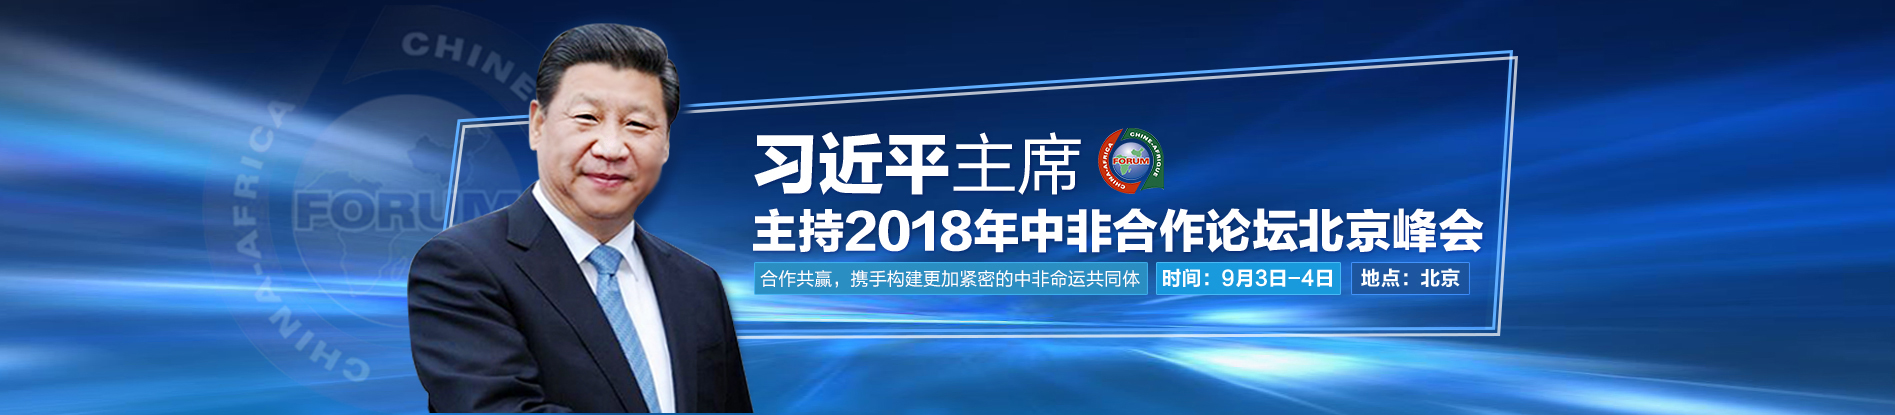 习近平主席
CHINE-AFRIQUE
CHINA-AFRICA
FORUM
主持2018年中非合作论坛北京峰会
合作共赢，携手构建更加紧密的中非命运共同体 时间：9月3日-4日 地点：北京
CHINE
CHINA-AFRICA
FORUM